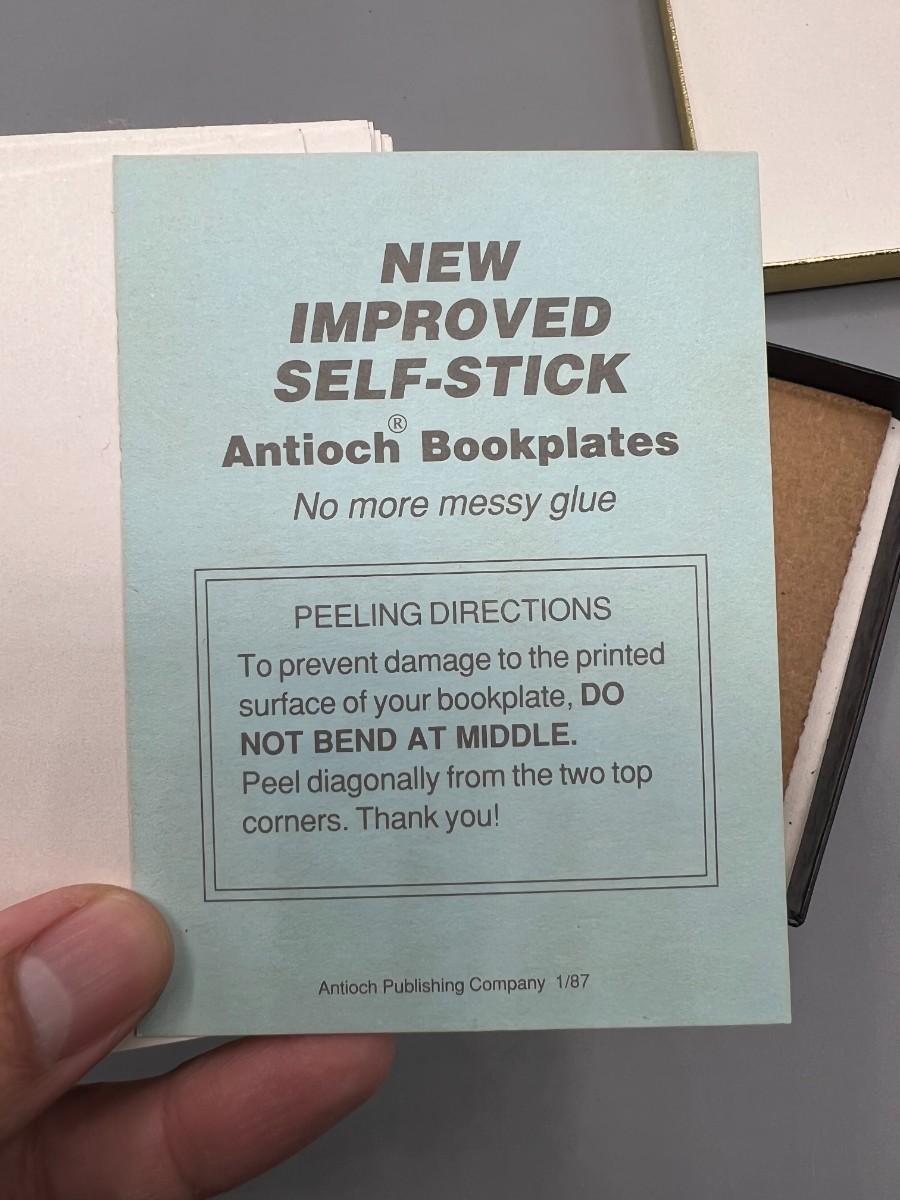 NEW
IMPROVED
SELF-STICK
Antioch® Bookplates
No more messy glue
PEELING DIRECTIONS
To prevent damage to the printed
surface of your bookplate, DO
NOT BEND AT MIDDLE.
Peel diagonally from the two top
corners. Thank you!
Antioch Publishing Company 1/87